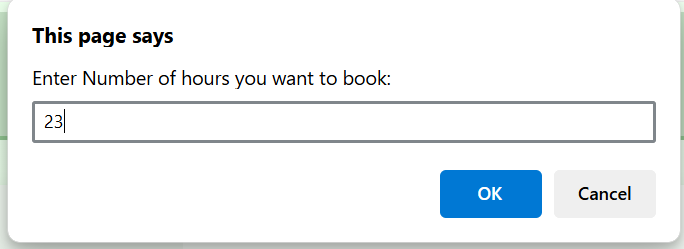 This page says
Enter Number of hours you want to book:
23
OK Cancel